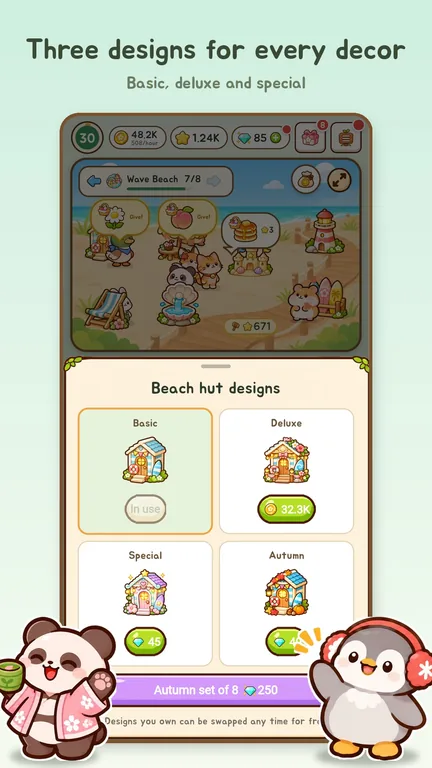 Three designs for every decor
Basic, deluxe and special
30
48.2K
508/hour
1.24K
85
8
Wave Beach 7/8
Give!
Give!
3
671
Beach hut designs
Basic
Deluxe
In use
32.3K
Special
Autumn
45
Autumn set of 8 250
Designs you own can be swapped any time for